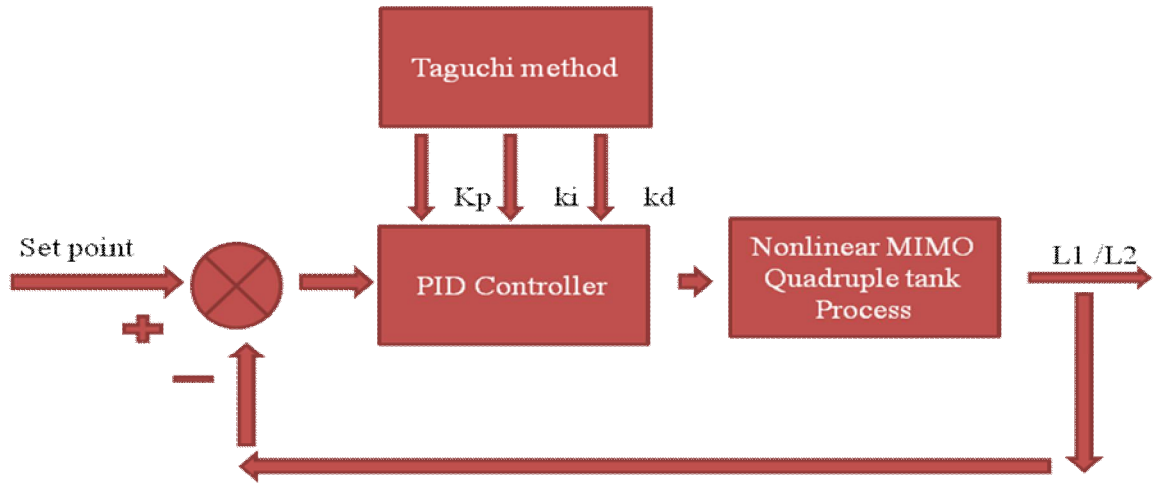 Taguchi method
Kp
ki
kd
Set point
+
−
PID Controller
Nonlinear MIMO
Quadruple tank
Process
L1 /L2